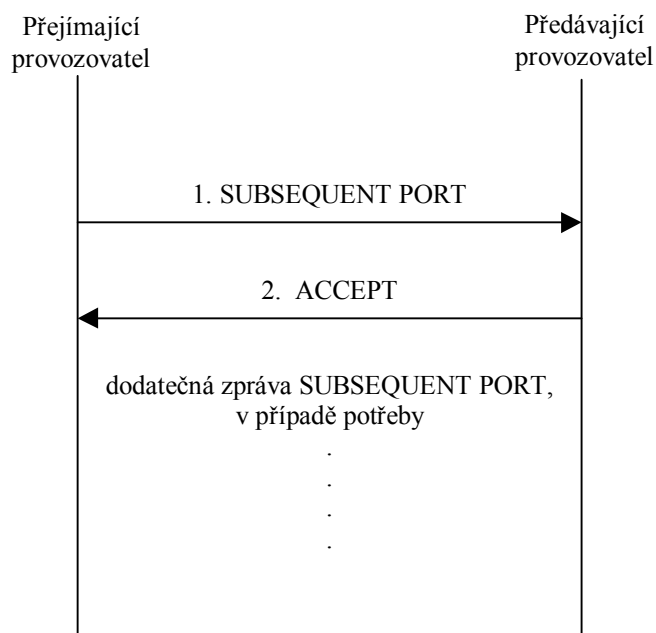 Přejímající
provozovatel
Předávající
provozovatel
1. SUBSEQUENT PORT
2. ACCEPT
dodatečná zpráva SUBSEQUENT PORT,
v případě potřeby
.
.
.
.